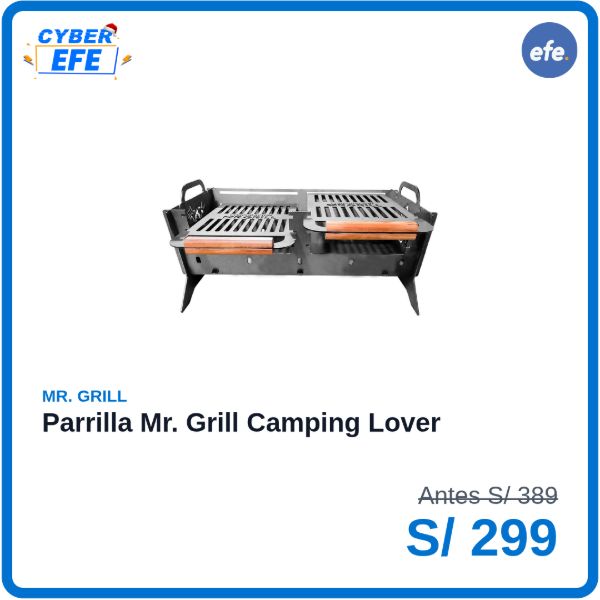 CYBER
EFE
efe.
MR. GRILL
Parrilla Mr. Grill Camping Lover
Antes S/ 389
S/ 299